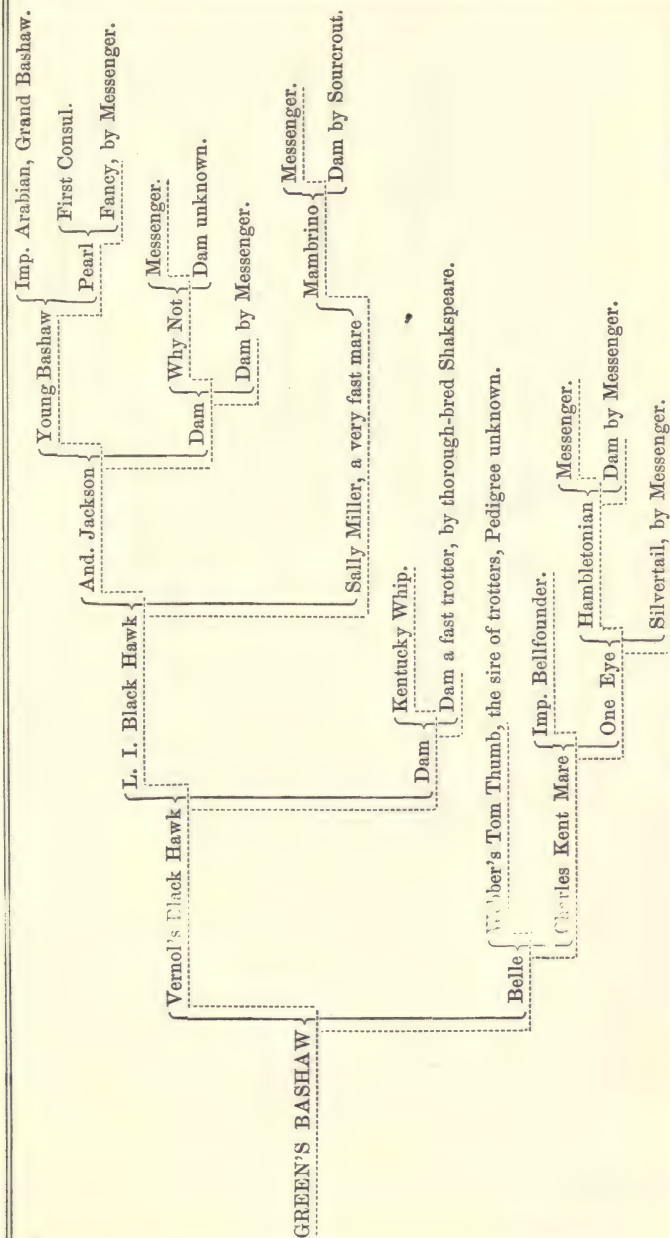 GREEN'S BASHAW
Vernol's Black Hawk
L. I. Black Hawk
And. Jackson
Young Bashaw
Imp. Arabian, Grand Bashaw.
Pearl
First Consul.
Fancy, by Messenger.
Dam
Why Not
Messenger.
Dam unknown.
Dam by Messenger.
Sally Miller, a very fast mare
Mambrino
Messenger.
Dam by Sourcrout.
Dam
Kentucky Whip.
Dam a fast trotter, by thorough-bred Shakspeare.
Belle
Webber's Tom Thumb, the sire of trotters, Pedigree unknown.
Charles Kent Mare
Imp. Bellfounder.
One Eye
Hambletonian
Messenger.
Dam by Messenger.
Silvertail, by Messenger.